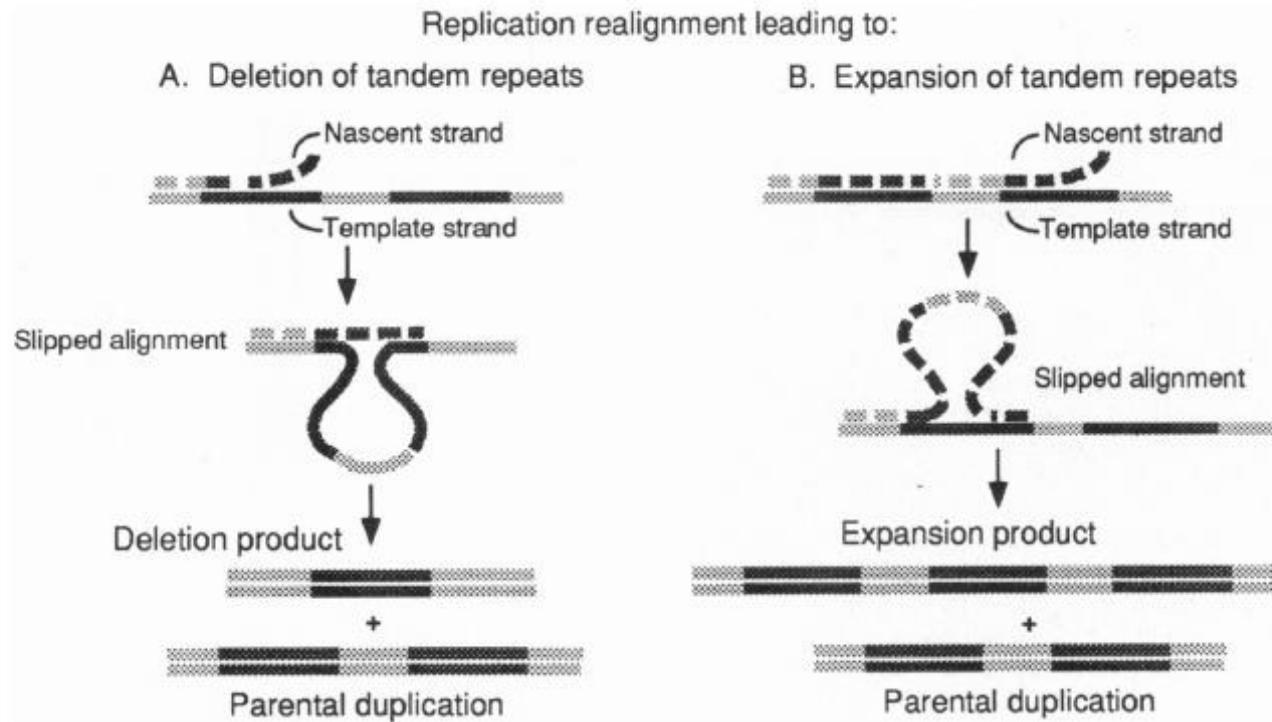 Replication realignment leading to:
A. Deletion of tandem repeats
B. Expansion of tandem repeats
Nascent strand
Template strand
Nascent strand
Template strand
Slipped alignment
Slipped alignment
Deletion product
+
Parental duplication
Expansion product
+
Parental duplication